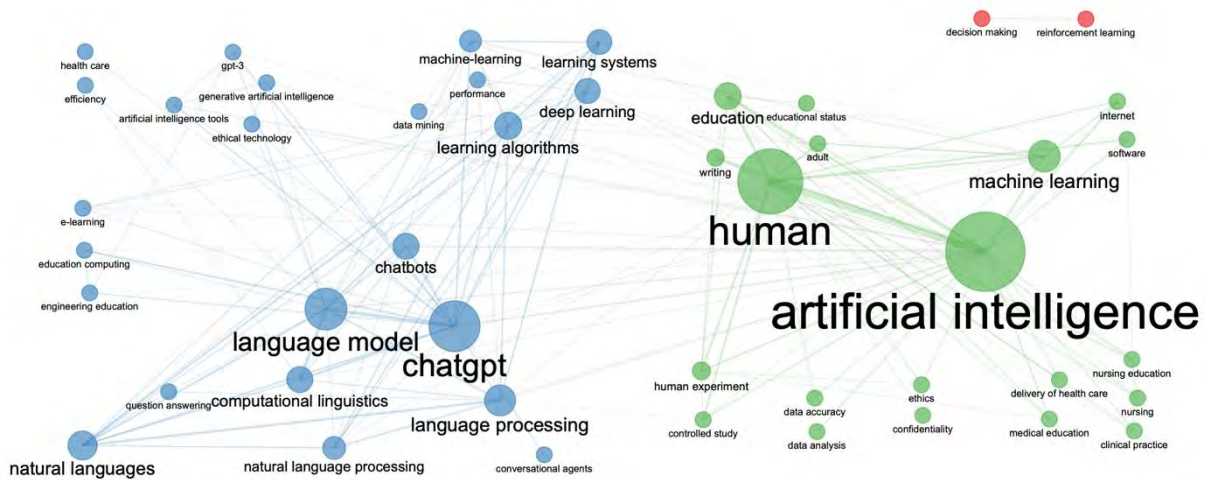 decision making
reinforcement learning
health care
gpt-3
machine-learning
learning systems
efficiency
generative artificial intelligence
performance
artificial intelligence tools
ethical technology
data mining
deep learning
learning algorithms
education
educational status
internet
writing
adult
software
machine learning
human
e-learning
education computing
chatbots
engineering education
artificial intelligence
language model
chatgpt
question answering
computational linguistics
language processing
natural languages
natural language processing
conversational agents
human experiment
data accuracy
ethics
delivery of health care
nursing education
nursing
controlled study
data analysis
confidentiality
medical education
clinical practice